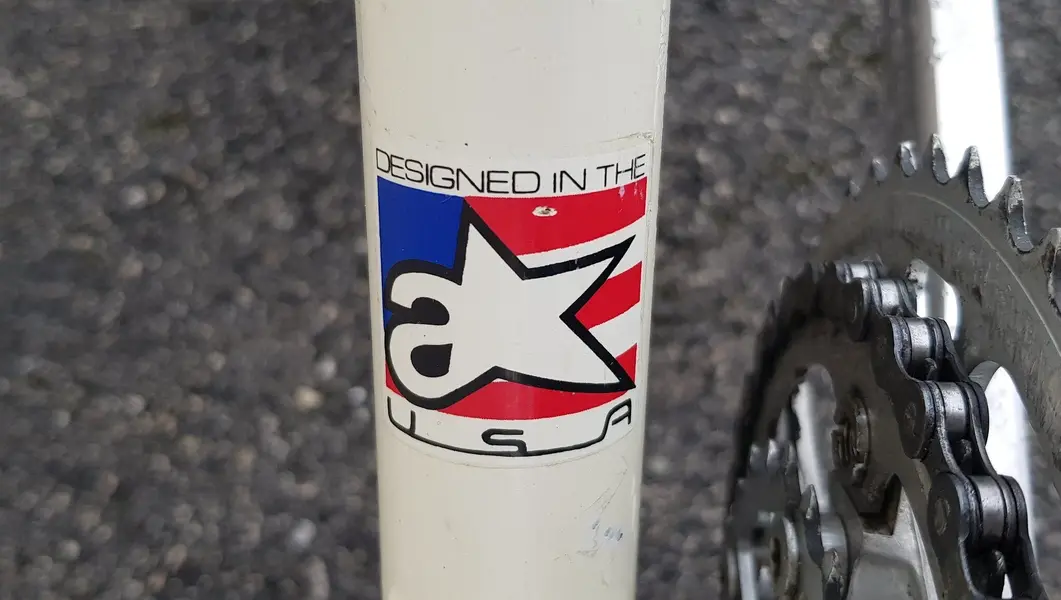 DESIGNED IN THE
a
USA